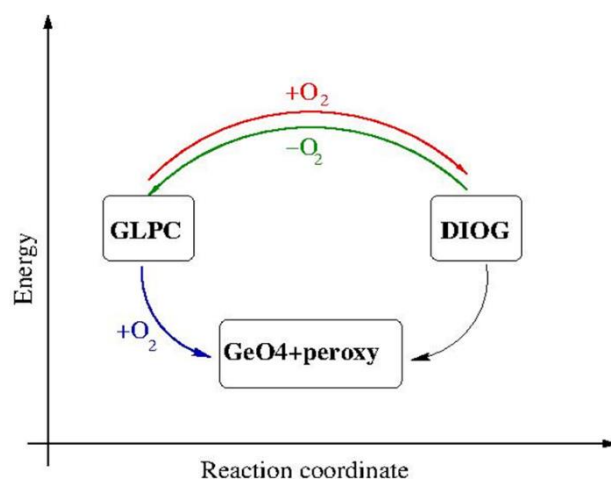 +O2
−O2
GLPC
DIOG
+O2
GeO4+peroxy
Energy
Reaction coordinate